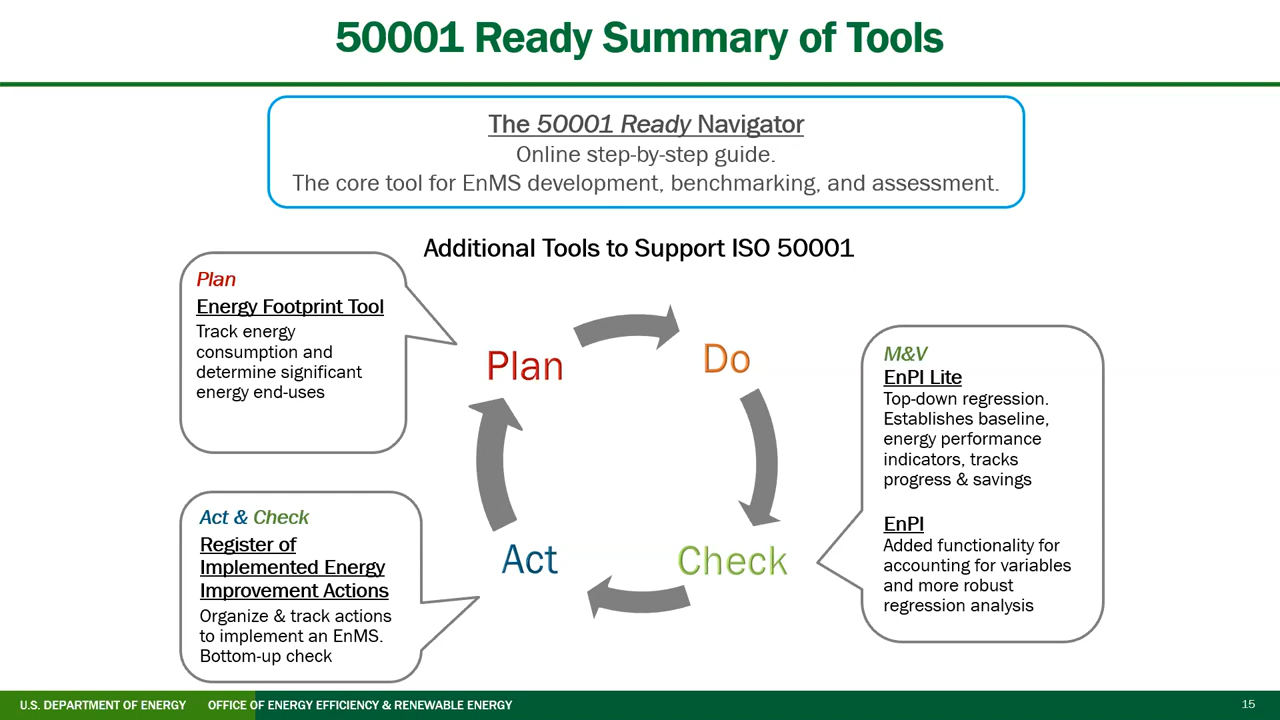 50001 Ready Summary of Tools
The 50001 Ready Navigator
Online step-by-step guide.
The core tool for EnMS development, benchmarking, and assessment.
Additional Tools to Support ISO 50001
Plan
Energy Footprint Tool
Track energy
consumption and
determine significant
energy end-uses
Plan
Do
M&V
EnPI Lite
Top-down regression.
Establishes baseline,
energy performance
indicators, tracks
progress & savings
EnPI
Added functionality for
accounting for variables
and more robust
regression analysis
Act & Check
Register of
Implemented Energy
Improvement Actions
Organize & track actions
to implement an EnMS.
Bottom-up check
Act
Check
U.S. DEPARTMENT OF ENERGY OFFICE OF ENERGY EFFICIENCY & RENEWABLE ENERGY
15